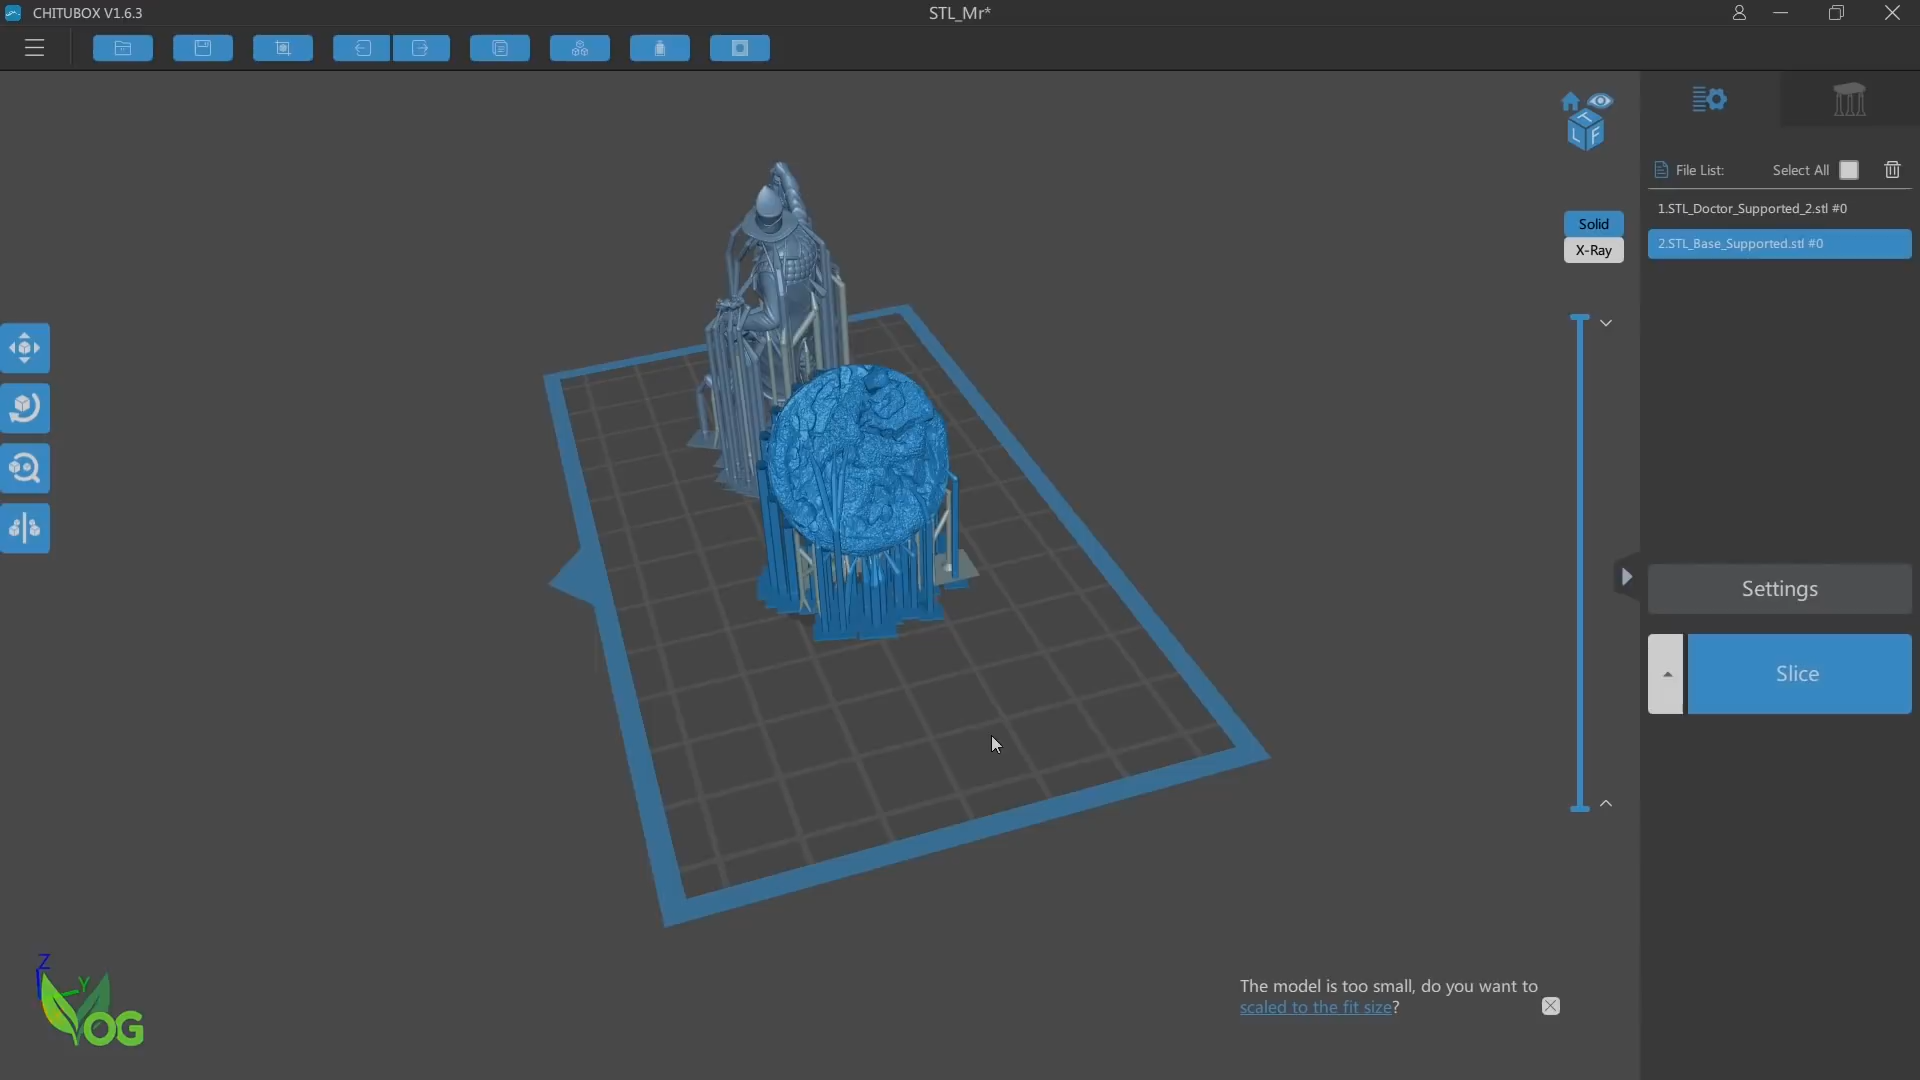 CHITUBOX V1.6.3
STL_Mr*
File List:
Select All
1.STL_Doctor_Supported_2.stl #0
2.STL_Base_Supported.stl #0
T
L F
Solid
X-Ray
Settings
Slice
Z
Y
OG
The model is too small, do you want to
scaled to the fit size?